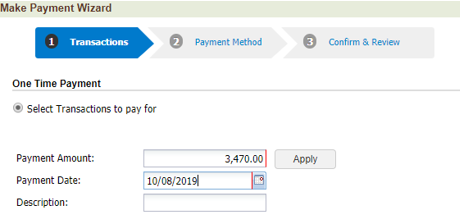 Make Payment Wizard
1 Transactions 2 Payment Method 3 Confirm & Review
One Time Payment
Select Transactions to pay for
Payment Amount: 3,470.00 Apply
Payment Date: 10/08/2019
Description: